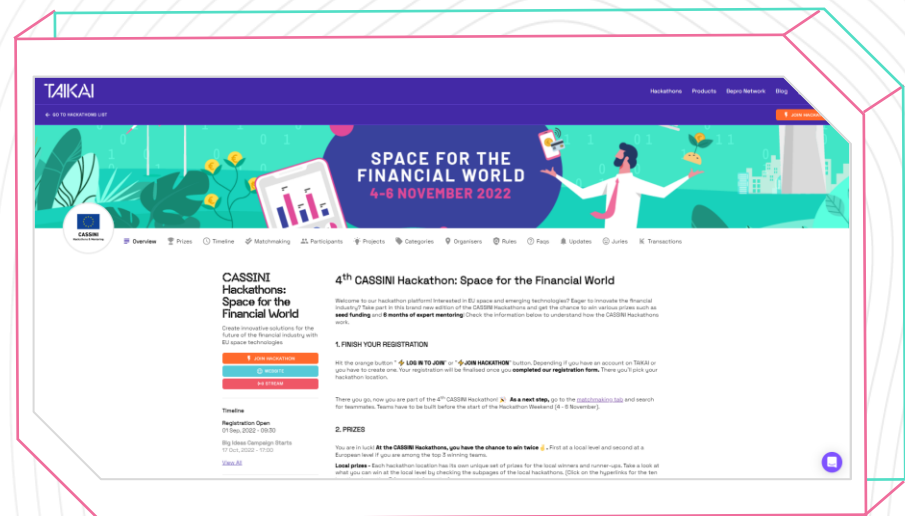 TAIKAI
Hackathons Products Bepro Network Blog
← GO TO HACKATHONS LIST
JOIN HACKAT
SPACE FOR THE
FINANCIAL WORLD
4-6 NOVEMBER 2022
CASSINI
Hackathons & Mentoring
Overview Prizes Timeline Matchmaking Participants Projects Categories Organisers Rules Faqs Updates Juries Transactions
CASSINI
Hackathons:
Space for the
Financial World
Create innovative solutions for the
future of the financial industry with
EU space technologies
JOIN HACKATHON
WEBSITE
STREAM
Timeline
Registration Open
01 Sep, 2022 - 09:30
Big Ideas Campaign Starts
17 Oct, 2022 - 17:00
View All
4th CASSINI Hackathon: Space for the Financial World
Welcome to our hackathon platform! Interested in EU space and emerging technologies? Eager to innovate the financial
industry? Take part in this brand new edition of the CASSINI Hackathons and get the chance to win various prizes such as
seed funding and 6 months of expert mentoring! Check the information below to understand how the CASSINI Hackathons
work.
1. FINISH YOUR REGISTRATION
Hit the orange button " LOG IN TO JOIN" or " JOIN HACKATHON" button. Depending if you have an account on TAIKAI or
you have to create one. Your registration will be finalised once you completed our registration form. There you'll pick your
hackathon location.
There you go, now you are part of the 4th CASSINI Hackathon! As a next step, go to the matchmaking tab and search
for teammates. Teams have to be built before the start of the Hackathon Weekend (4 - 6 November).
2. PRIZES
You are in luck! At the CASSINI Hackathons, you have the chance to win twice. First at a local level and second at a
European level if you are among the top 3 winning teams.
Local prizes - Each hackathon location has its own unique set of prizes for the local winners and runner-ups. Take a look at
what you can win at the local level by checking the subpages of the local hackathons. (Click on the hyperlinks for the ten